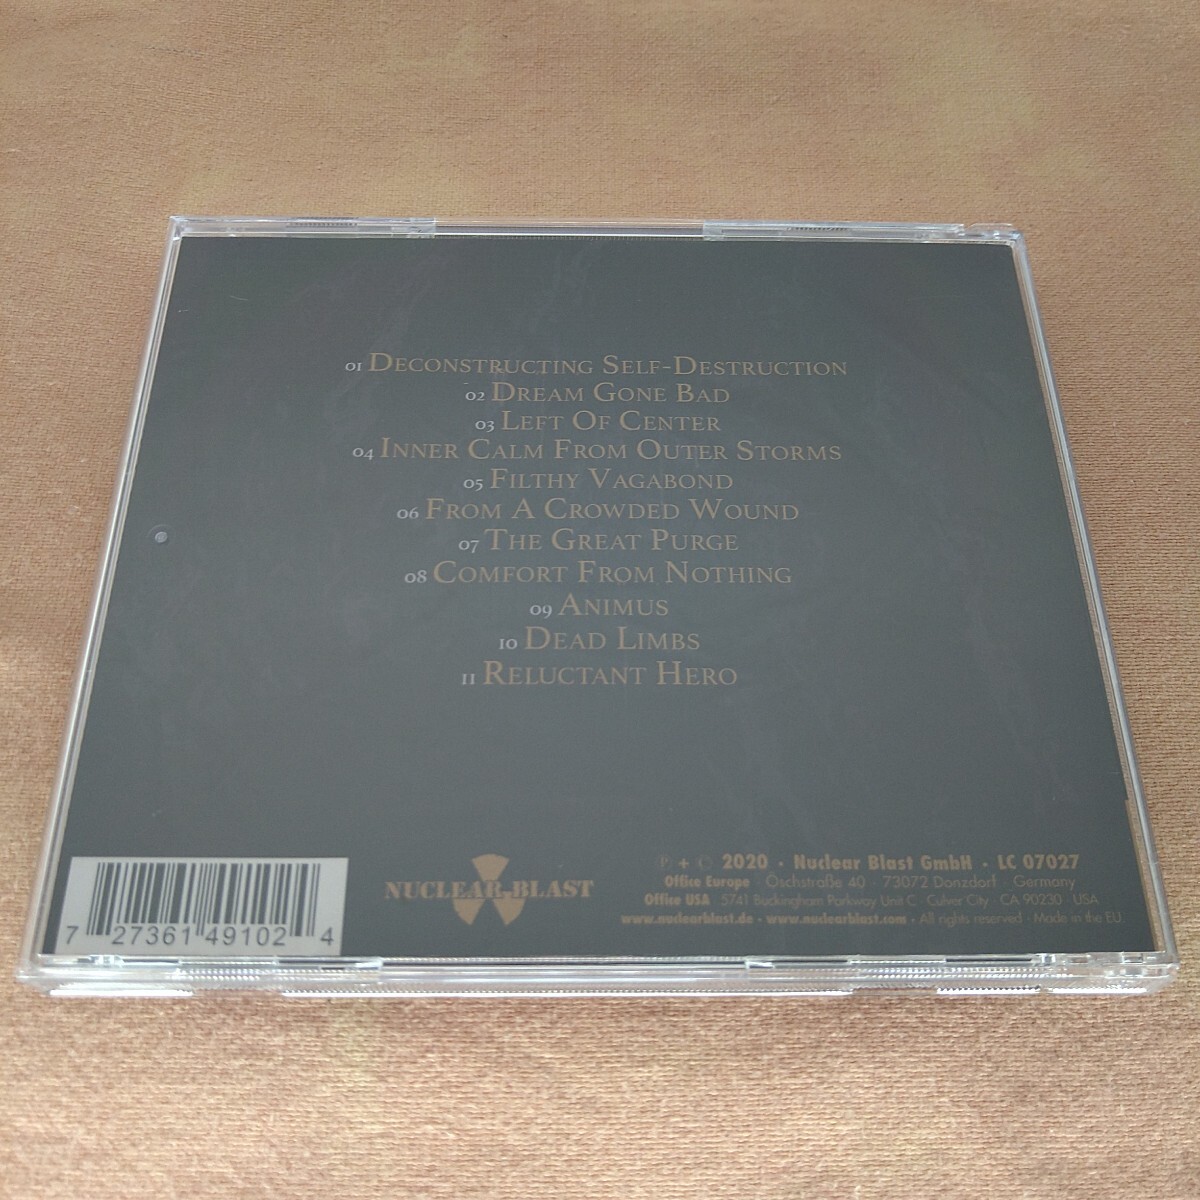 01 Deconstructing Self-Destruction
02 Dream Gone Bad
03 Left Of Center
04 Inner Calm From Outer Storms
05 Filthy Vagabond
06 From A Crowded Wound
07 The Great Purge
08 Comfort From Nothing
09 Animus
10 Dead Limbs
11 Reluctant Hero
7 27361 49102 4
NUCLEAR BLAST
℗ + © 2020 · Nuclear Blast GmbH · LC 07027
Office Europe · Öschstraße 40 · 73072 Donzdorf · Germany
Office USA · 5741 Buckingham Parkway Unit C · Culver City · CA 90230 · USA
www.nuclearblast.de · www.nuclearblast.com · All rights reserved · Made in the EU